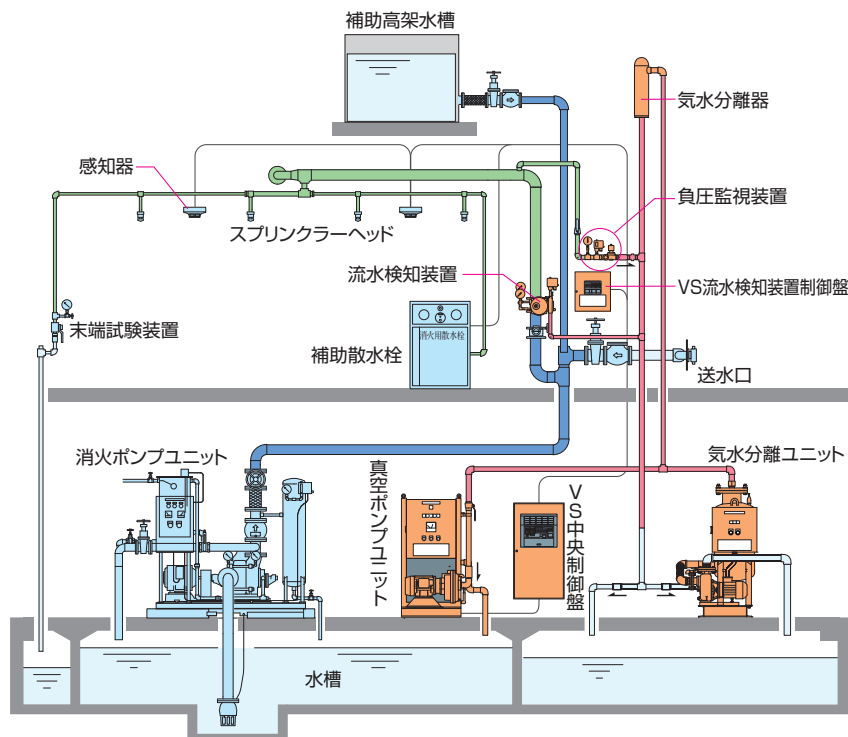 補助高架水槽
気水分離器
感知器
負圧監視装置
スプリンクラーヘッド
流水検知装置
VS流水検知装置制御盤
末端試験装置
消火用散水栓
補助散水栓
送水口
消火ポンプユニット
気水分離ユニット
真空ポンプユニット
VS中央制御盤
水槽